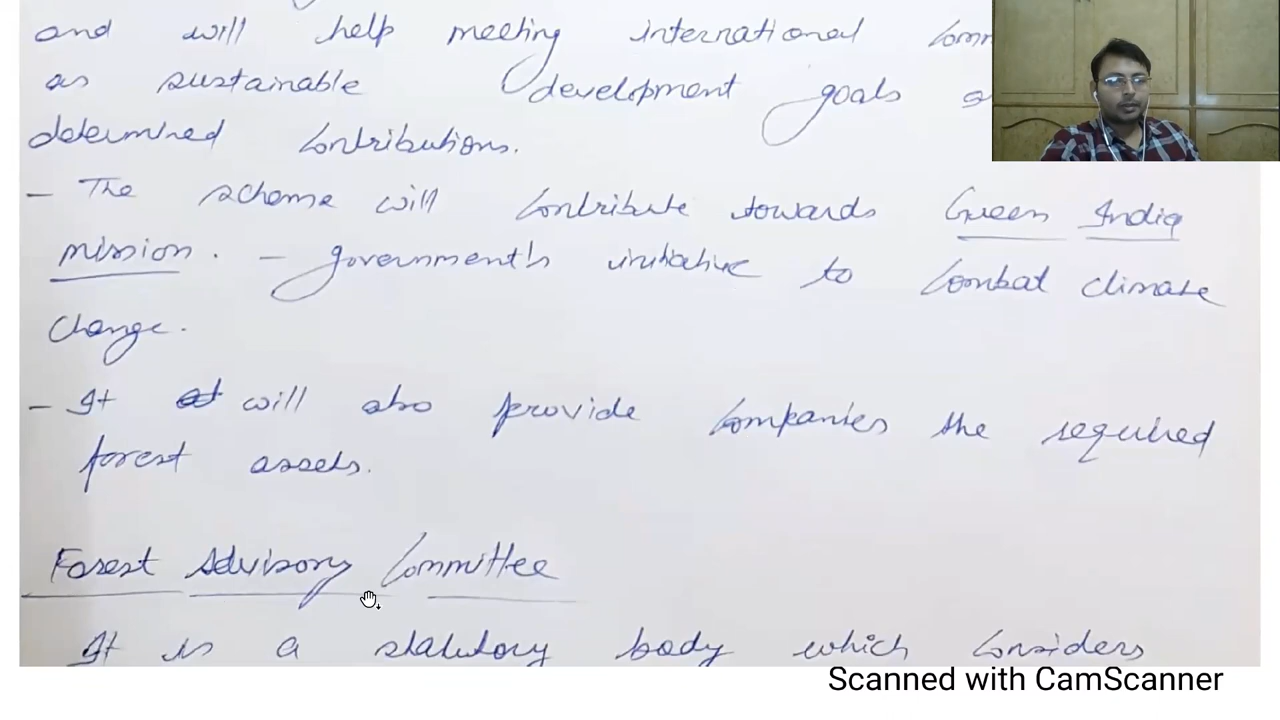 and will help meeting international Comm
as sustainable development goals a
determined Contributions.
- The scheme will Contribute towards Green India
mission. - government's initiative to Combat climate
Change.
- It will also provide Companies the required
forest assets.
Forest Advisory Committee
It is a statutory body which Considers
Scanned with CamScanner